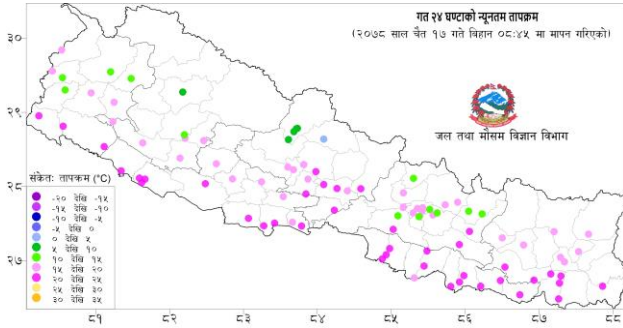 गत २४ घण्टाको न्यूनतम तापक्रम
(२०७८ साल चैत १७ गते बिहान ०८:४५ मा मापन गरिएको)
जल तथा मौसम विज्ञान विभाग
३०
२९
२८
२७
संकेतः तापक्रम (°C)
-२० देखि -१५
-१५ देखि -१०
-१० देखि -५
-५ देखि ०
० देखि ५
५ देखि १०
१० देखि १५
१५ देखि २०
२० देखि २५
२५ देखि ३०
३० देखि ३५
८१ ८२ ८३ ८४ ८५ ८६ ८७ ८८